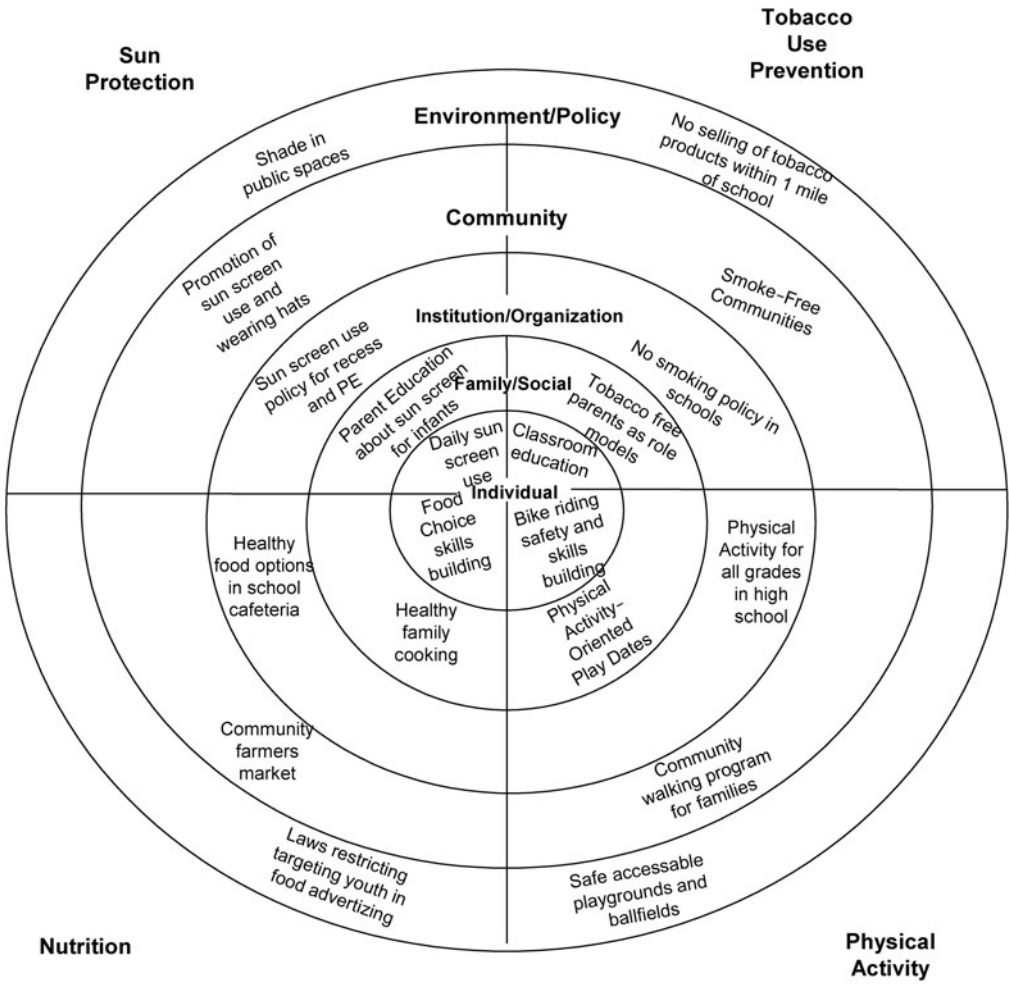 Sun
Protection
Tobacco
Use
Prevention
Environment/Policy
Shade in
public spaces
No selling of tobacco
products within 1 mile
of school
Community
Promotion of
sun screen
use and
wearing hats
Smoke-Free
Communities
Institution/Organization
Sun screen use
policy for recess
and PE
No smoking policy in
schools
Family/Social
Parent Education
about sun screen
for infants
Tobacco free
parents as role
models
Daily sun
screen
use
Classroom
education
Individual
Food
Choice
skills
building
Bike riding
safety and
skills
building
Healthy
food options
in school
cafeteria
Physical
Activity for
all grades
in high
school
Healthy
family
cooking
Physical
Activity-
Oriented
Play Dates
Community
farmers
market
Community
walking program
for families
Laws restricting
targeting youth in
food advertizing
Safe accessable
playgrounds and
ballfields
Nutrition
Physical
Activity